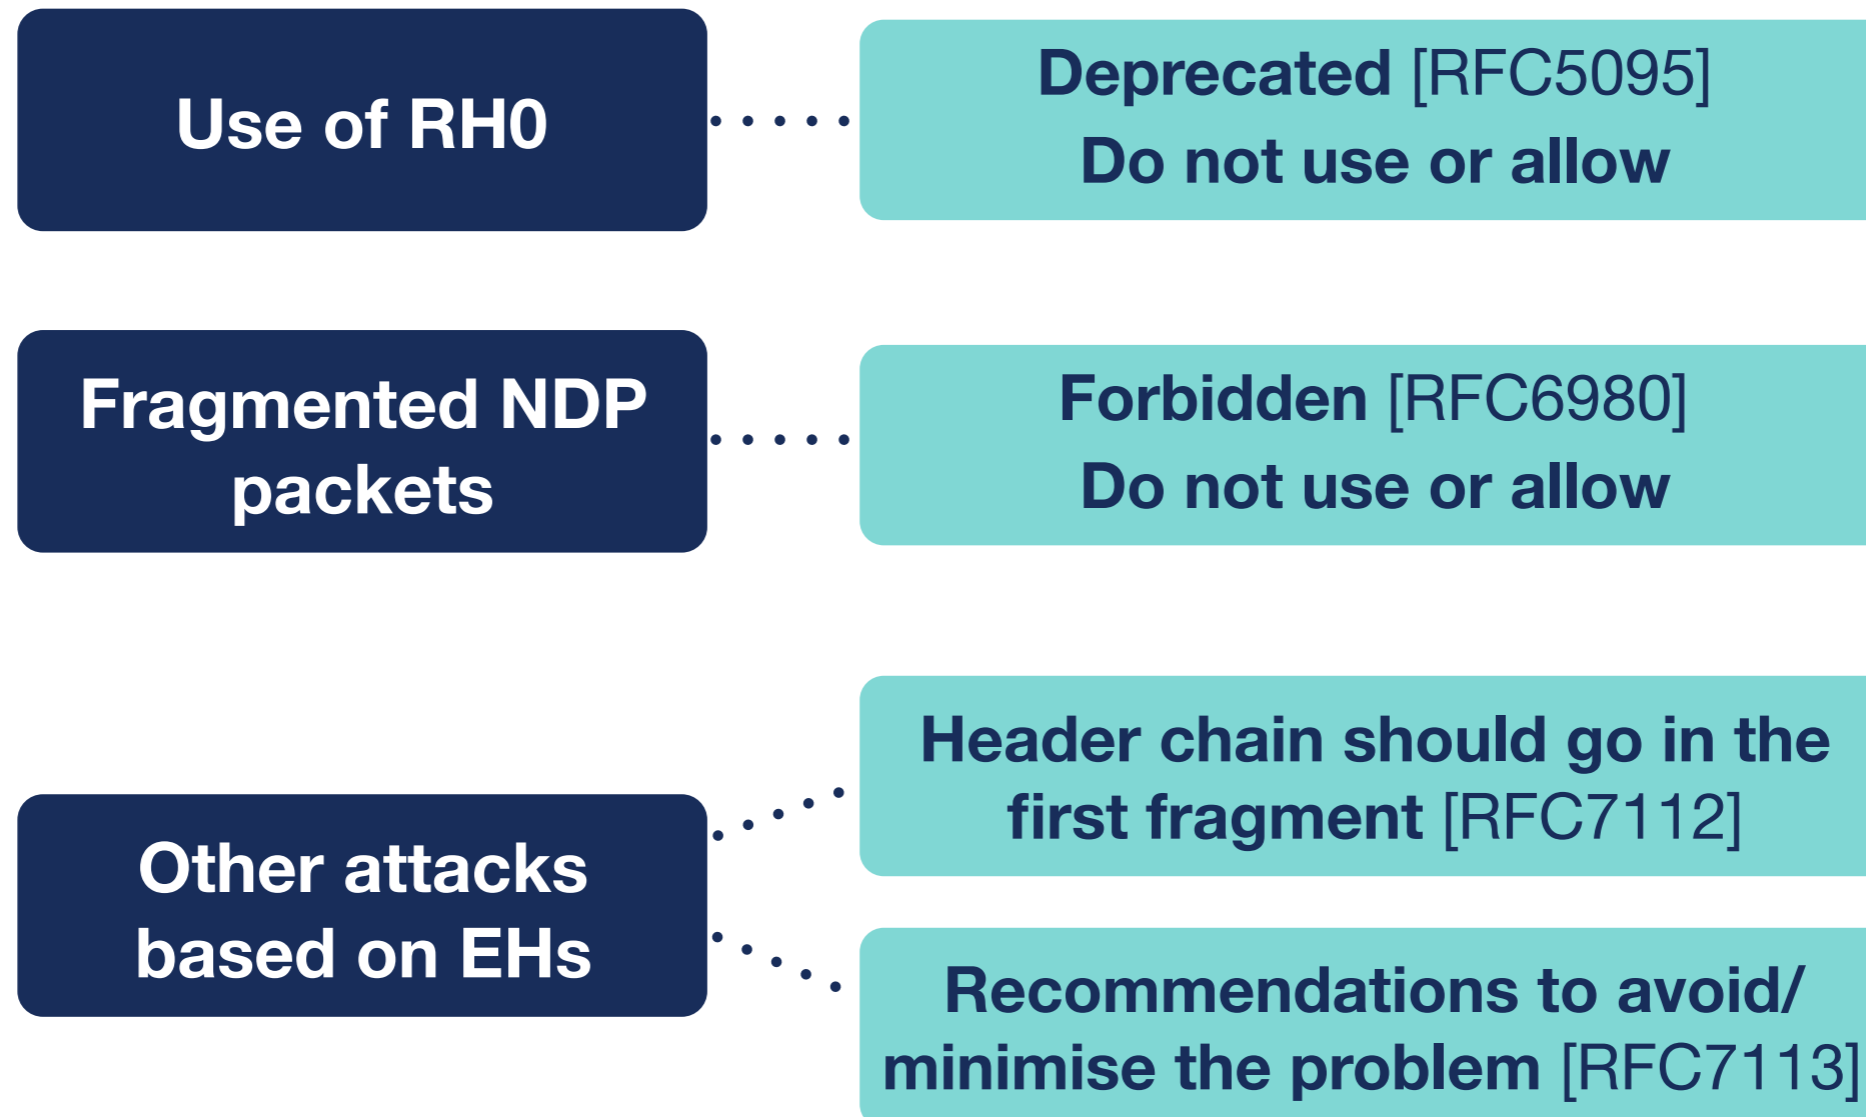 Use of RH0
Deprecated [RFC5095]
Do not use or allow
Fragmented NDP
packets
Forbidden [RFC6980]
Do not use or allow
Other attacks
based on EHs
Header chain should go in the
first fragment [RFC7112]
Recommendations to avoid/
minimise the problem [RFC7113]